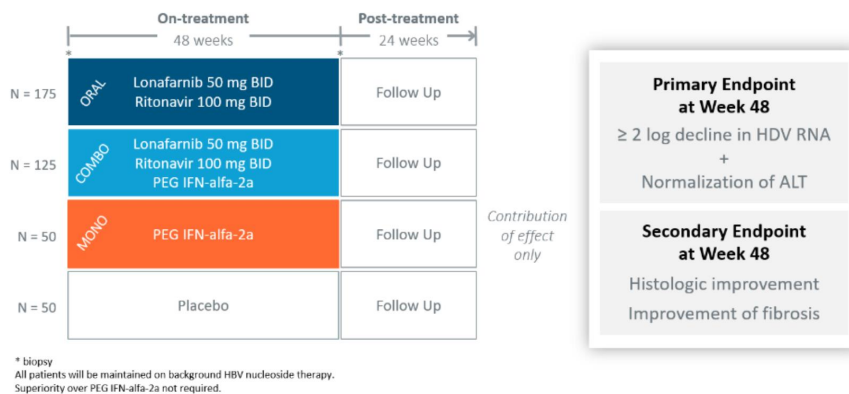 On-treatment
48 weeks
Post-treatment
24 weeks
*
*
N = 175
ORAL
Lonafarnib 50 mg BID
Ritonavir 100 mg BID
Follow Up
N = 125
COMBO
Lonafarnib 50 mg BID
Ritonavir 100 mg BID
PEG IFN-alfa-2a
Follow Up
N = 50
MONO
PEG IFN-alfa-2a
Follow Up
Contribution
of effect
only
N = 50
Placebo
Follow Up
* biopsy
All patients will be maintained on background HBV nucleoside therapy.
Superiority over PEG IFN-alfa-2a not required.
Primary Endpoint
at Week 48
≥ 2 log decline in HDV RNA
+
Normalization of ALT
Secondary Endpoint
at Week 48
Histologic improvement
Improvement of fibrosis